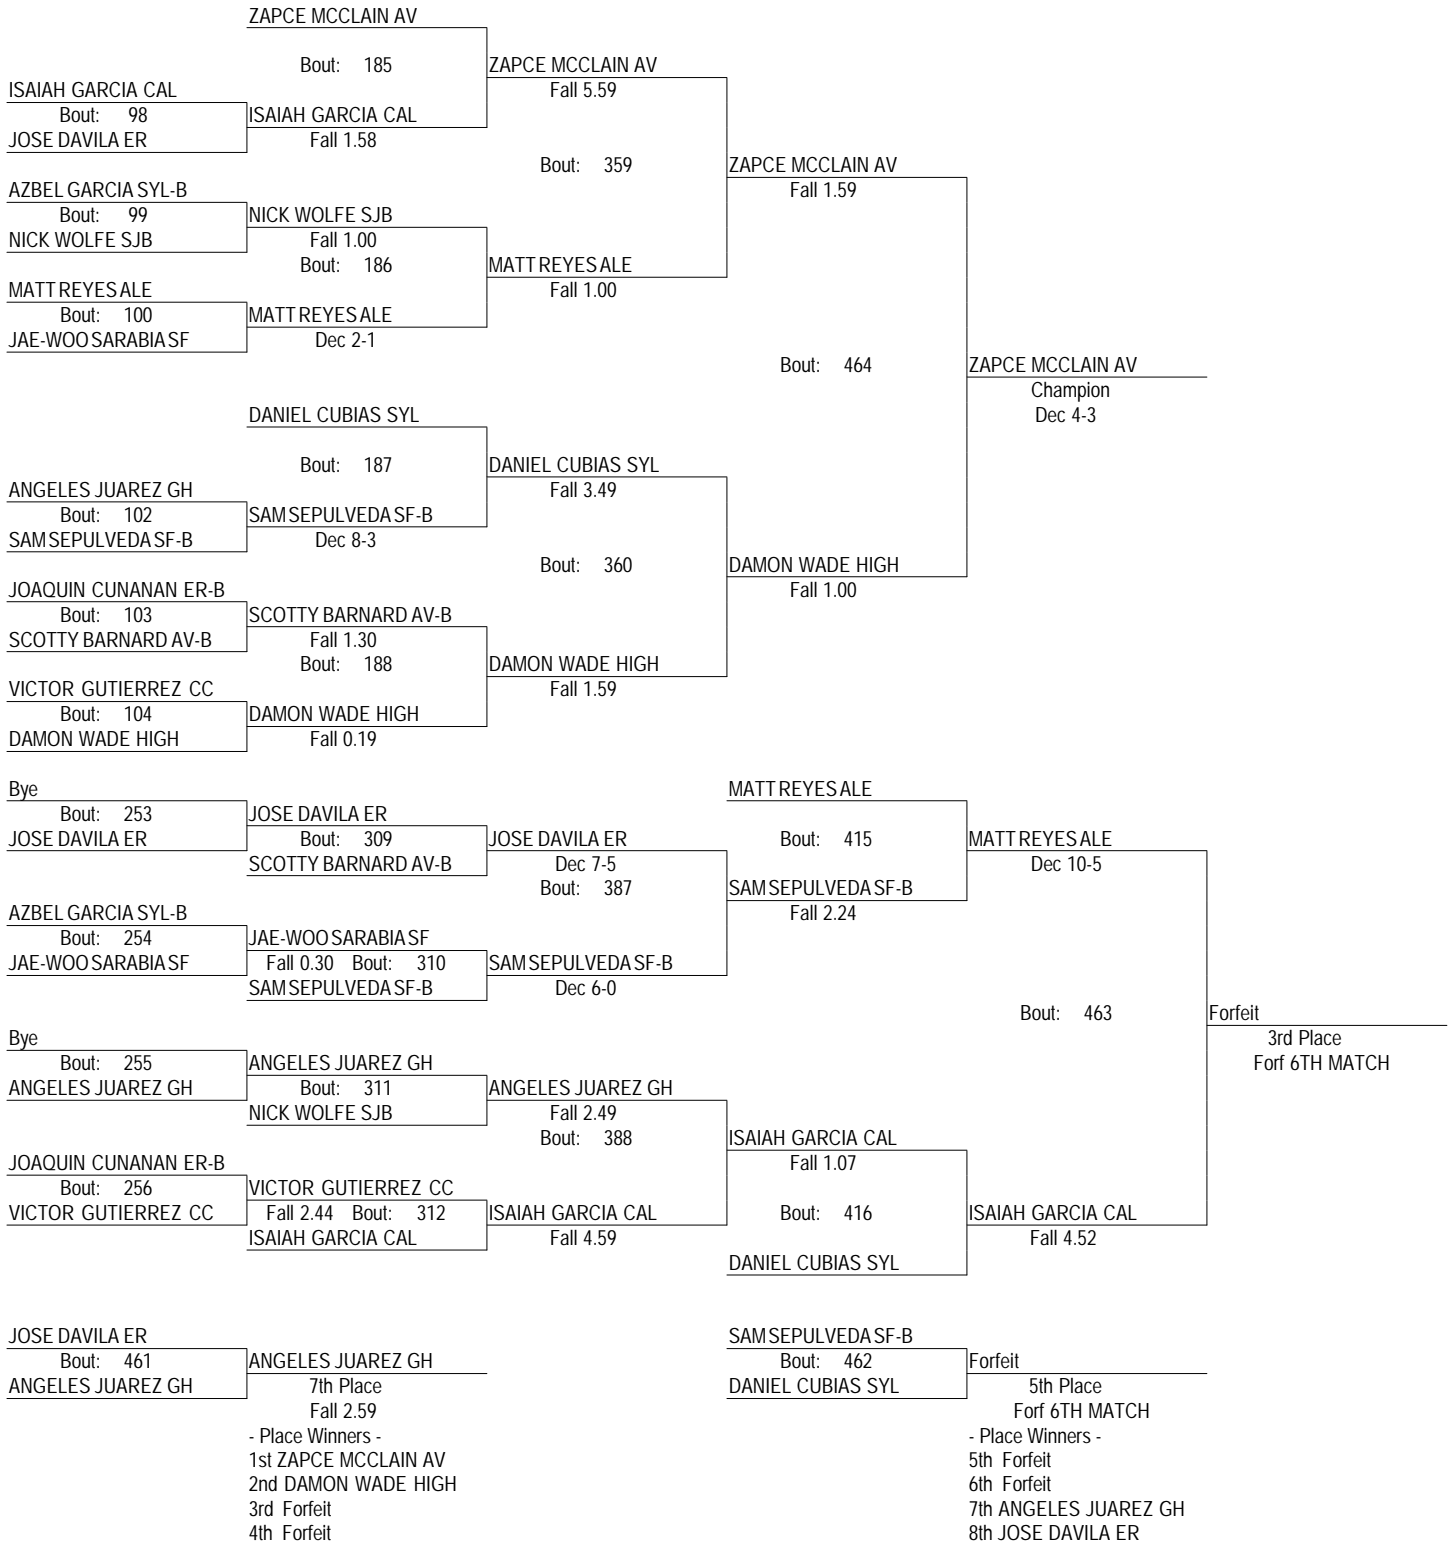 ZAPCE MCCLAIN AV
Bout: 185 ZAPCE MCCLAIN AV
ISAIAH GARCIA CAL Fall 5.59
Bout: 98 ISAIAH GARCIA CAL
JOSE DAVILA ER Fall 1.58
Bout: 359 ZAPCE MCCLAIN AV
AZBEL GARCIA SYL-B Fall 1.59
Bout: 99 NICK WOLFE SJB
NICK WOLFE SJB Fall 1.00
Bout: 186 MATT REYES ALE
MATT REYES ALE Fall 1.00
Bout: 100 MATT REYES ALE
JAE-WOO SARABIA SF Dec 2-1
Bout: 464 ZAPCE MCCLAIN AV
Champion
DANIEL CUBIAS SYL Dec 4-3
Bout: 187 DANIEL CUBIAS SYL
ANGELES JUAREZ GH Fall 3.49
Bout: 102 SAM SEPULVEDA SF-B
SAM SEPULVEDA SF-B Dec 8-3
Bout: 360 DAMON WADE HIGH
JOAQUIN CUNANAN ER-B Fall 1.00
Bout: 103 SCOTTY BARNARD AV-B
SCOTTY BARNARD AV-B Fall 1.30
Bout: 188 DAMON WADE HIGH
VICTOR GUTIERREZ CC Fall 1.59
Bout: 104 DAMON WADE HIGH
DAMON WADE HIGH Fall 0.19
Bye MATT REYES ALE
Bout: 253 JOSE DAVILA ER
JOSE DAVILA ER Bout: 309 JOSE DAVILA ER Bout: 415 MATT REYES ALE
SCOTTY BARNARD AV-B Dec 7-5 Dec 10-5
Bout: 387 SAM SEPULVEDA SF-B
AZBEL GARCIA SYL-B Fall 2.24
Bout: 254 JAE-WOO SARABIA SF
JAE-WOO SARABIA SF Fall 0.30 Bout: 310 SAM SEPULVEDA SF-B
SAM SEPULVEDA SF-B Dec 6-0
Bout: 463 Forfeit
Bye 3rd Place
Bout: 255 ANGELES JUAREZ GH Forf 6TH MATCH
ANGELES JUAREZ GH Bout: 311 ANGELES JUAREZ GH
NICK WOLFE SJB Fall 2.49
Bout: 388 ISAIAH GARCIA CAL
JOAQUIN CUNANAN ER-B Fall 1.07
Bout: 256 VICTOR GUTIERREZ CC
VICTOR GUTIERREZ CC Fall 2.44 Bout: 312 ISAIAH GARCIA CAL Bout: 416 ISAIAH GARCIA CAL
ISAIAH GARCIA CAL Fall 4.59 Fall 4.52
DANIEL CUBIAS SYL
JOSE DAVILA ER SAM SEPULVEDA SF-B
Bout: 461 ANGELES JUAREZ GH Bout: 462 Forfeit
ANGELES JUAREZ GH 7th Place DANIEL CUBIAS SYL 5th Place
Fall 2.59 Forf 6TH MATCH
- Place Winners - - Place Winners -
1st ZAPCE MCCLAIN AV 5th Forfeit
2nd DAMON WADE HIGH 6th Forfeit
3rd Forfeit 7th ANGELES JUAREZ GH
4th Forfeit 8th JOSE DAVILA ER